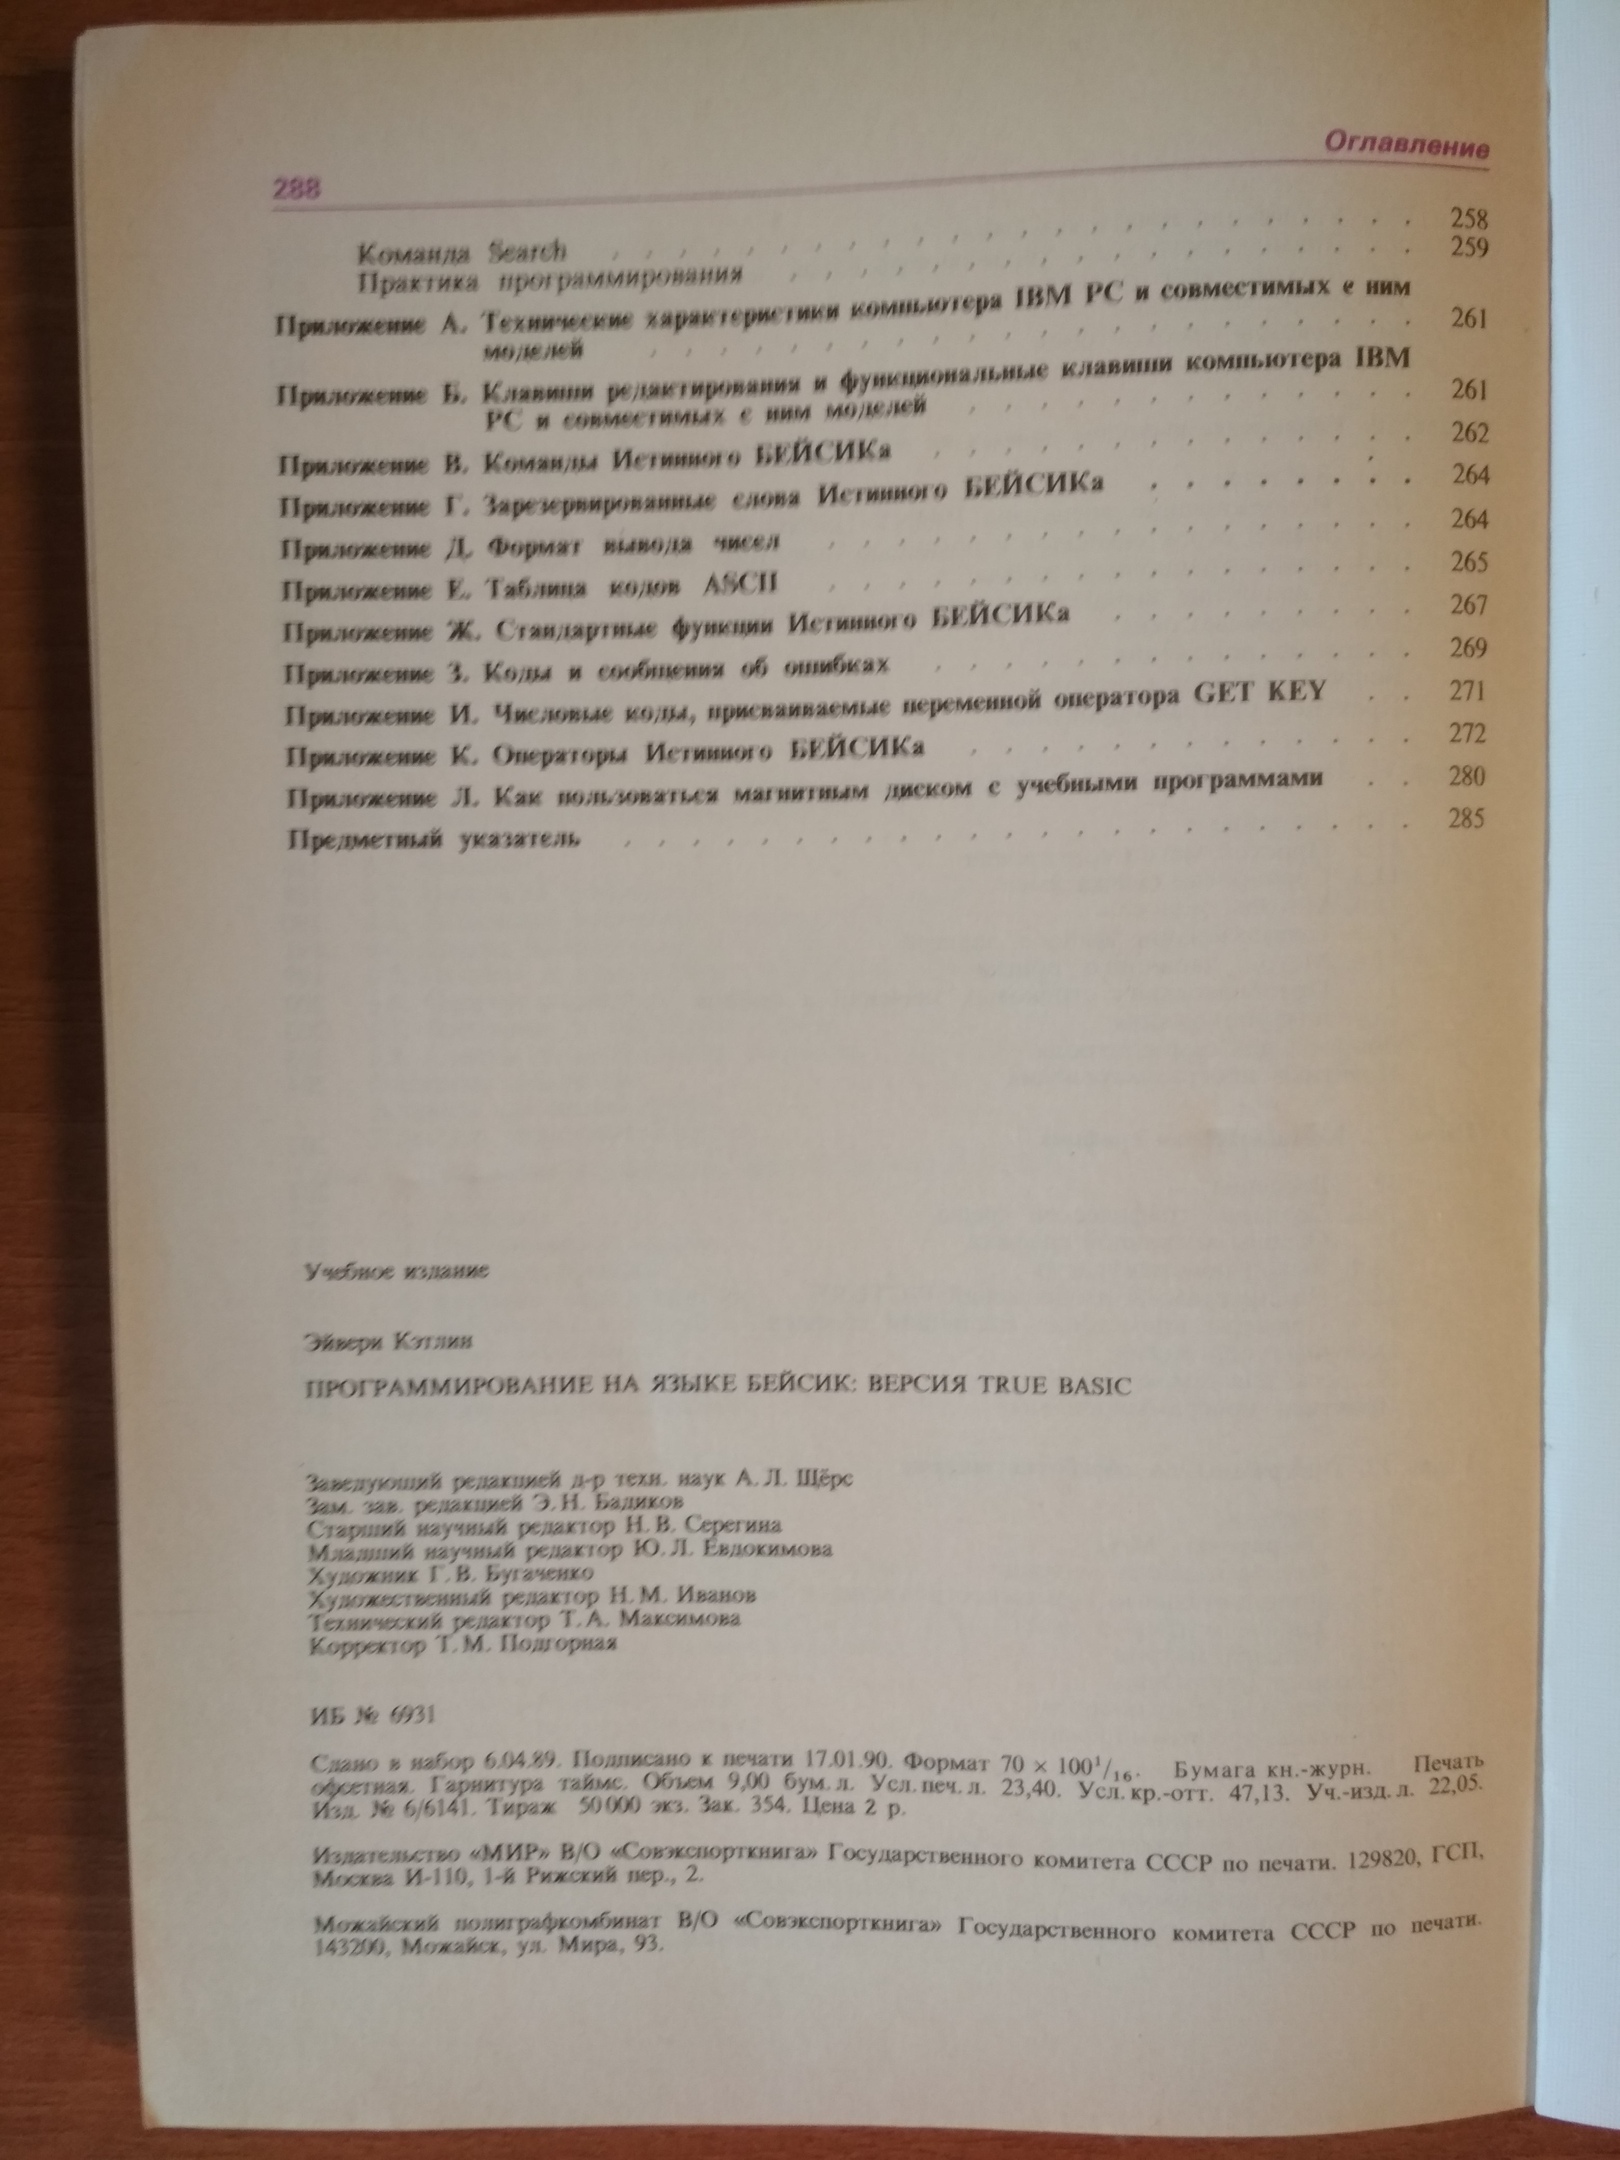 Оглавление
288
Команда Search 258
Практика программирования 259
Приложение А. Технические характеристики компьютера IBM PC и совместимых с ним
моделей 261
Приложение Б. Клавиши редактирования и функциональные клавиши компьютера IBM
PC и совместимых с ним моделей 261
Приложение В. Команды Истинного БЕЙСИКа 262
Приложение Г. Зарезервированные слова Истинного БЕЙСИКа 264
Приложение Д. Формат вывода чисел 264
Приложение Е. Таблица кодов ASCII 265
Приложение Ж. Стандартные функции Истинного БЕЙСИКа 267
Приложение З. Коды и сообщения об ошибках 269
Приложение И. Числовые коды, присваиваемые переменной оператора GET KEY 271
Приложение К. Операторы Истинного БЕЙСИКа 272
Приложение Л. Как пользоваться магнитным диском с учебными программами 280
Предметный указатель 285
Учебное издание
Эйвери Кэтлин
ПРОГРАММИРОВАНИЕ НА ЯЗЫКЕ БЕЙСИК: ВЕРСИЯ TRUE BASIC
Заведующий редакцией д-р техн. наук А. Л. Щёрс
Зам. зав. редакцией Э. Н. Бадиков
Старший научный редактор Н. В. Серегина
Младший научный редактор Ю. Л. Евдокимова
Художник Г. В. Бугаченко
Художественный редактор Н. М. Иванов
Технический редактор Т. А. Максимова
Корректор Т. М. Подгорная
ИБ № 6931
Сдано в набор 6.04.89. Подписано к печати 17.01.90. Формат 70 × 100¹/₁₆. Бумага кн.-журн. Печать
офсетная. Гарнитура таймс. Объем 9,00 бум. л. Усл. печ. л. 23,40. Усл. кр.-отт. 47,13. Уч.-изд. л. 22,05.
Изд. № 6/6141. Тираж 50 000 экз. Зак. 354. Цена 2 р.
Издательство «МИР» В/О «Совэкспорткнига» Государственного комитета СССР по печати. 129820, ГСП,
Москва И-110, 1-й Рижский пер., 2.
Можайский полиграфкомбинат В/О «Совэкспорткнига» Государственного комитета СССР по печати.
143200, Можайск, ул. Мира, 93.